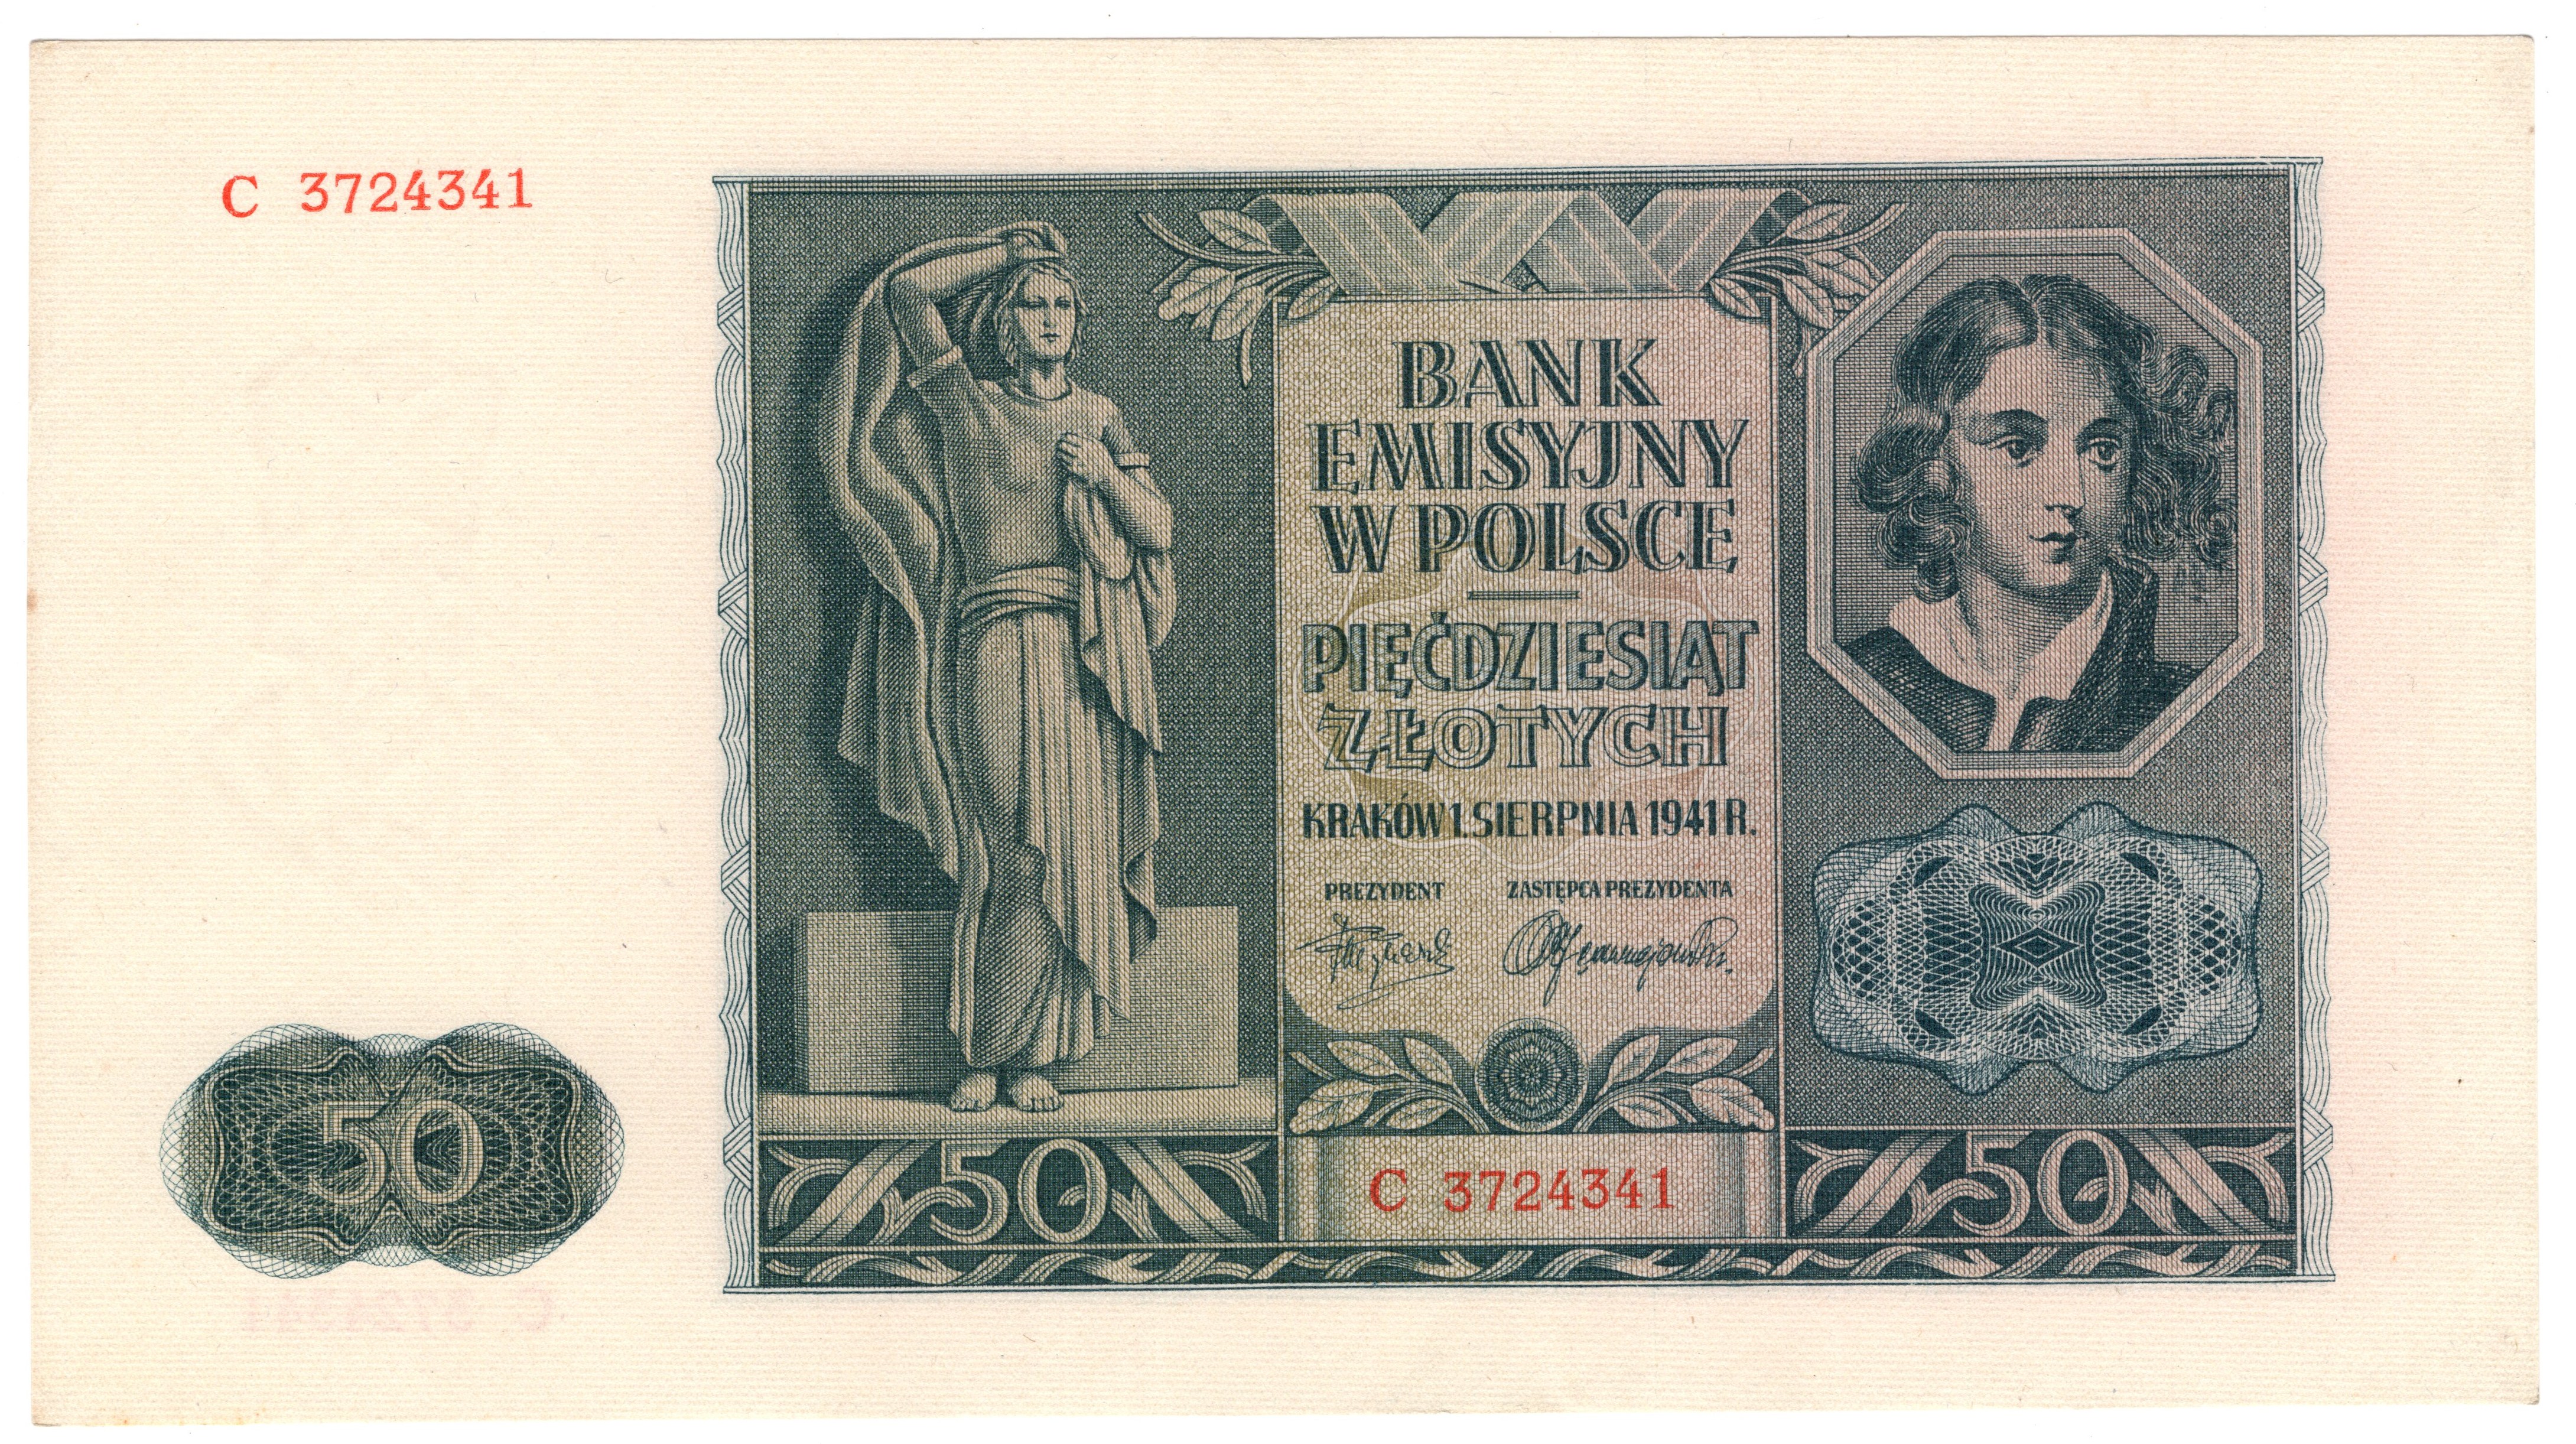 C 3724341
BANK
EMISYJNY
W POLSCE
PIĘĆDZIESIĄT
ZŁOTYCH
KRAKÓW 1. SIERPNIA 1941 R.
PREZYDENT ZASTĘPCA PREZYDENTA
50
50
C 3724341
50